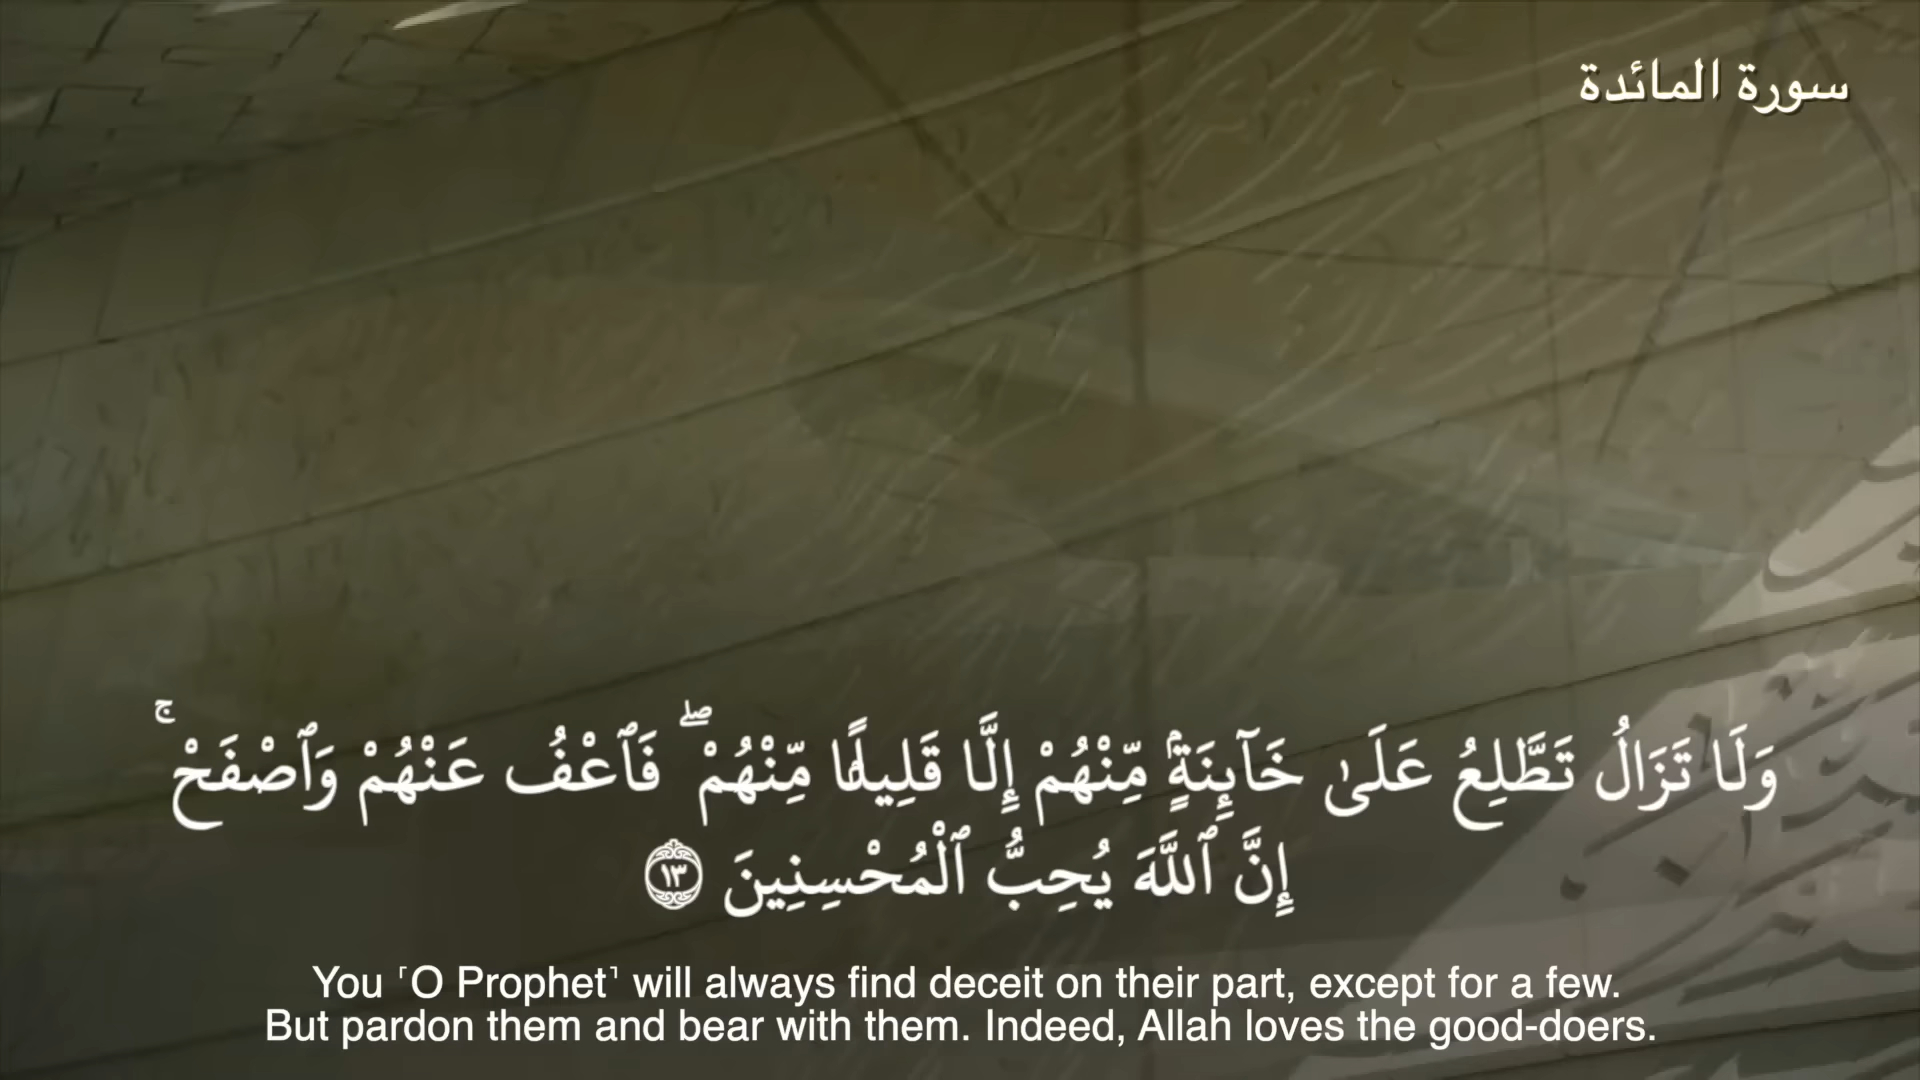 سورة المائدة
وَلَا تَزَالُ تَطَّلِعُ عَلَىٰ خَآئِنَةٍۢ مِّنْهُمْ إِلَّا قَلِيلًۭا مِّنْهُمْ ۖ فَٱعْفُ عَنْهُمْ وَٱصْفَحْ ۚ
إِنَّ ٱللَّهَ يُحِبُّ ٱلْمُحْسِنِينَ ١٣
You ˹O Prophet˺ will always find deceit on their part, except for a few.
But pardon them and bear with them. Indeed, Allah loves the good-doers.